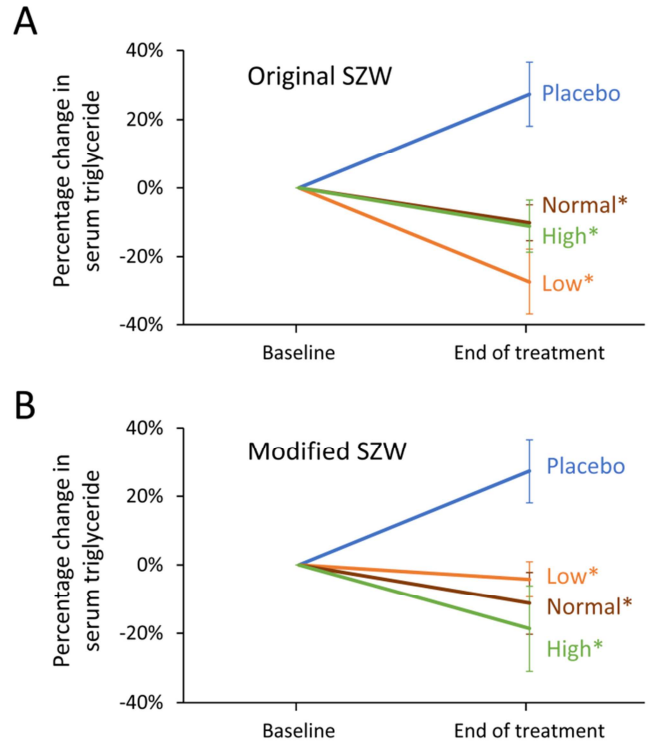 A
Original SZW
Percentage change in
serum triglyceride
40%
20%
0%
-20%
-40%
Placebo
Normal*
High*
Low*
Baseline
End of treatment
B
Modified SZW
Percentage change in
serum triglyceride
40%
20%
0%
-20%
-40%
Placebo
Low*
Normal*
High*
Baseline
End of treatment